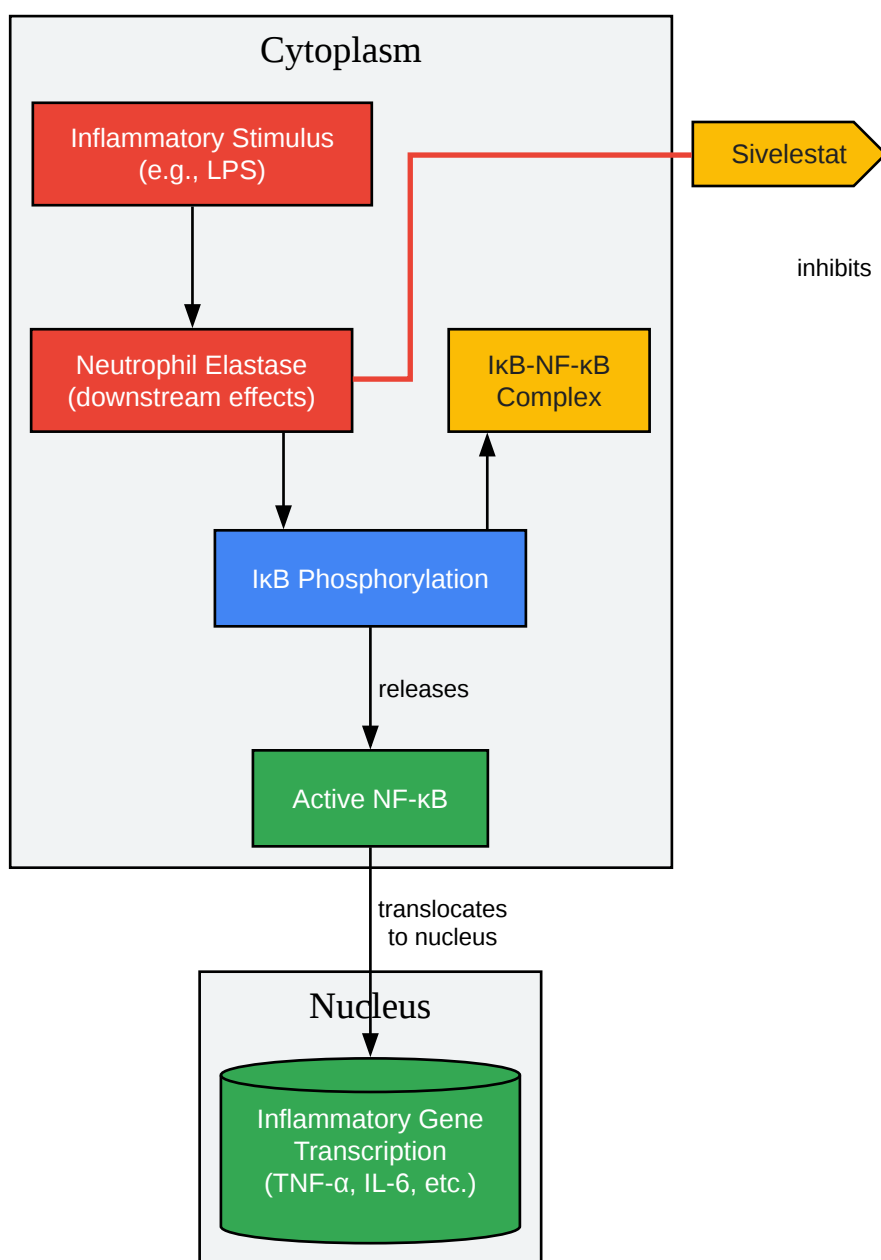 Cytoplasm
Inflammatory Stimulus
(e.g., LPS)
Sivelestat
inhibits
Neutrophil Elastase
(downstream effects)
IκB-NF-κB
Complex
IκB Phosphorylation
releases
Active NF-κB
translocates
to nucleus
Nucleus
Inflammatory Gene
Transcription
(TNF-α, IL-6, etc.)